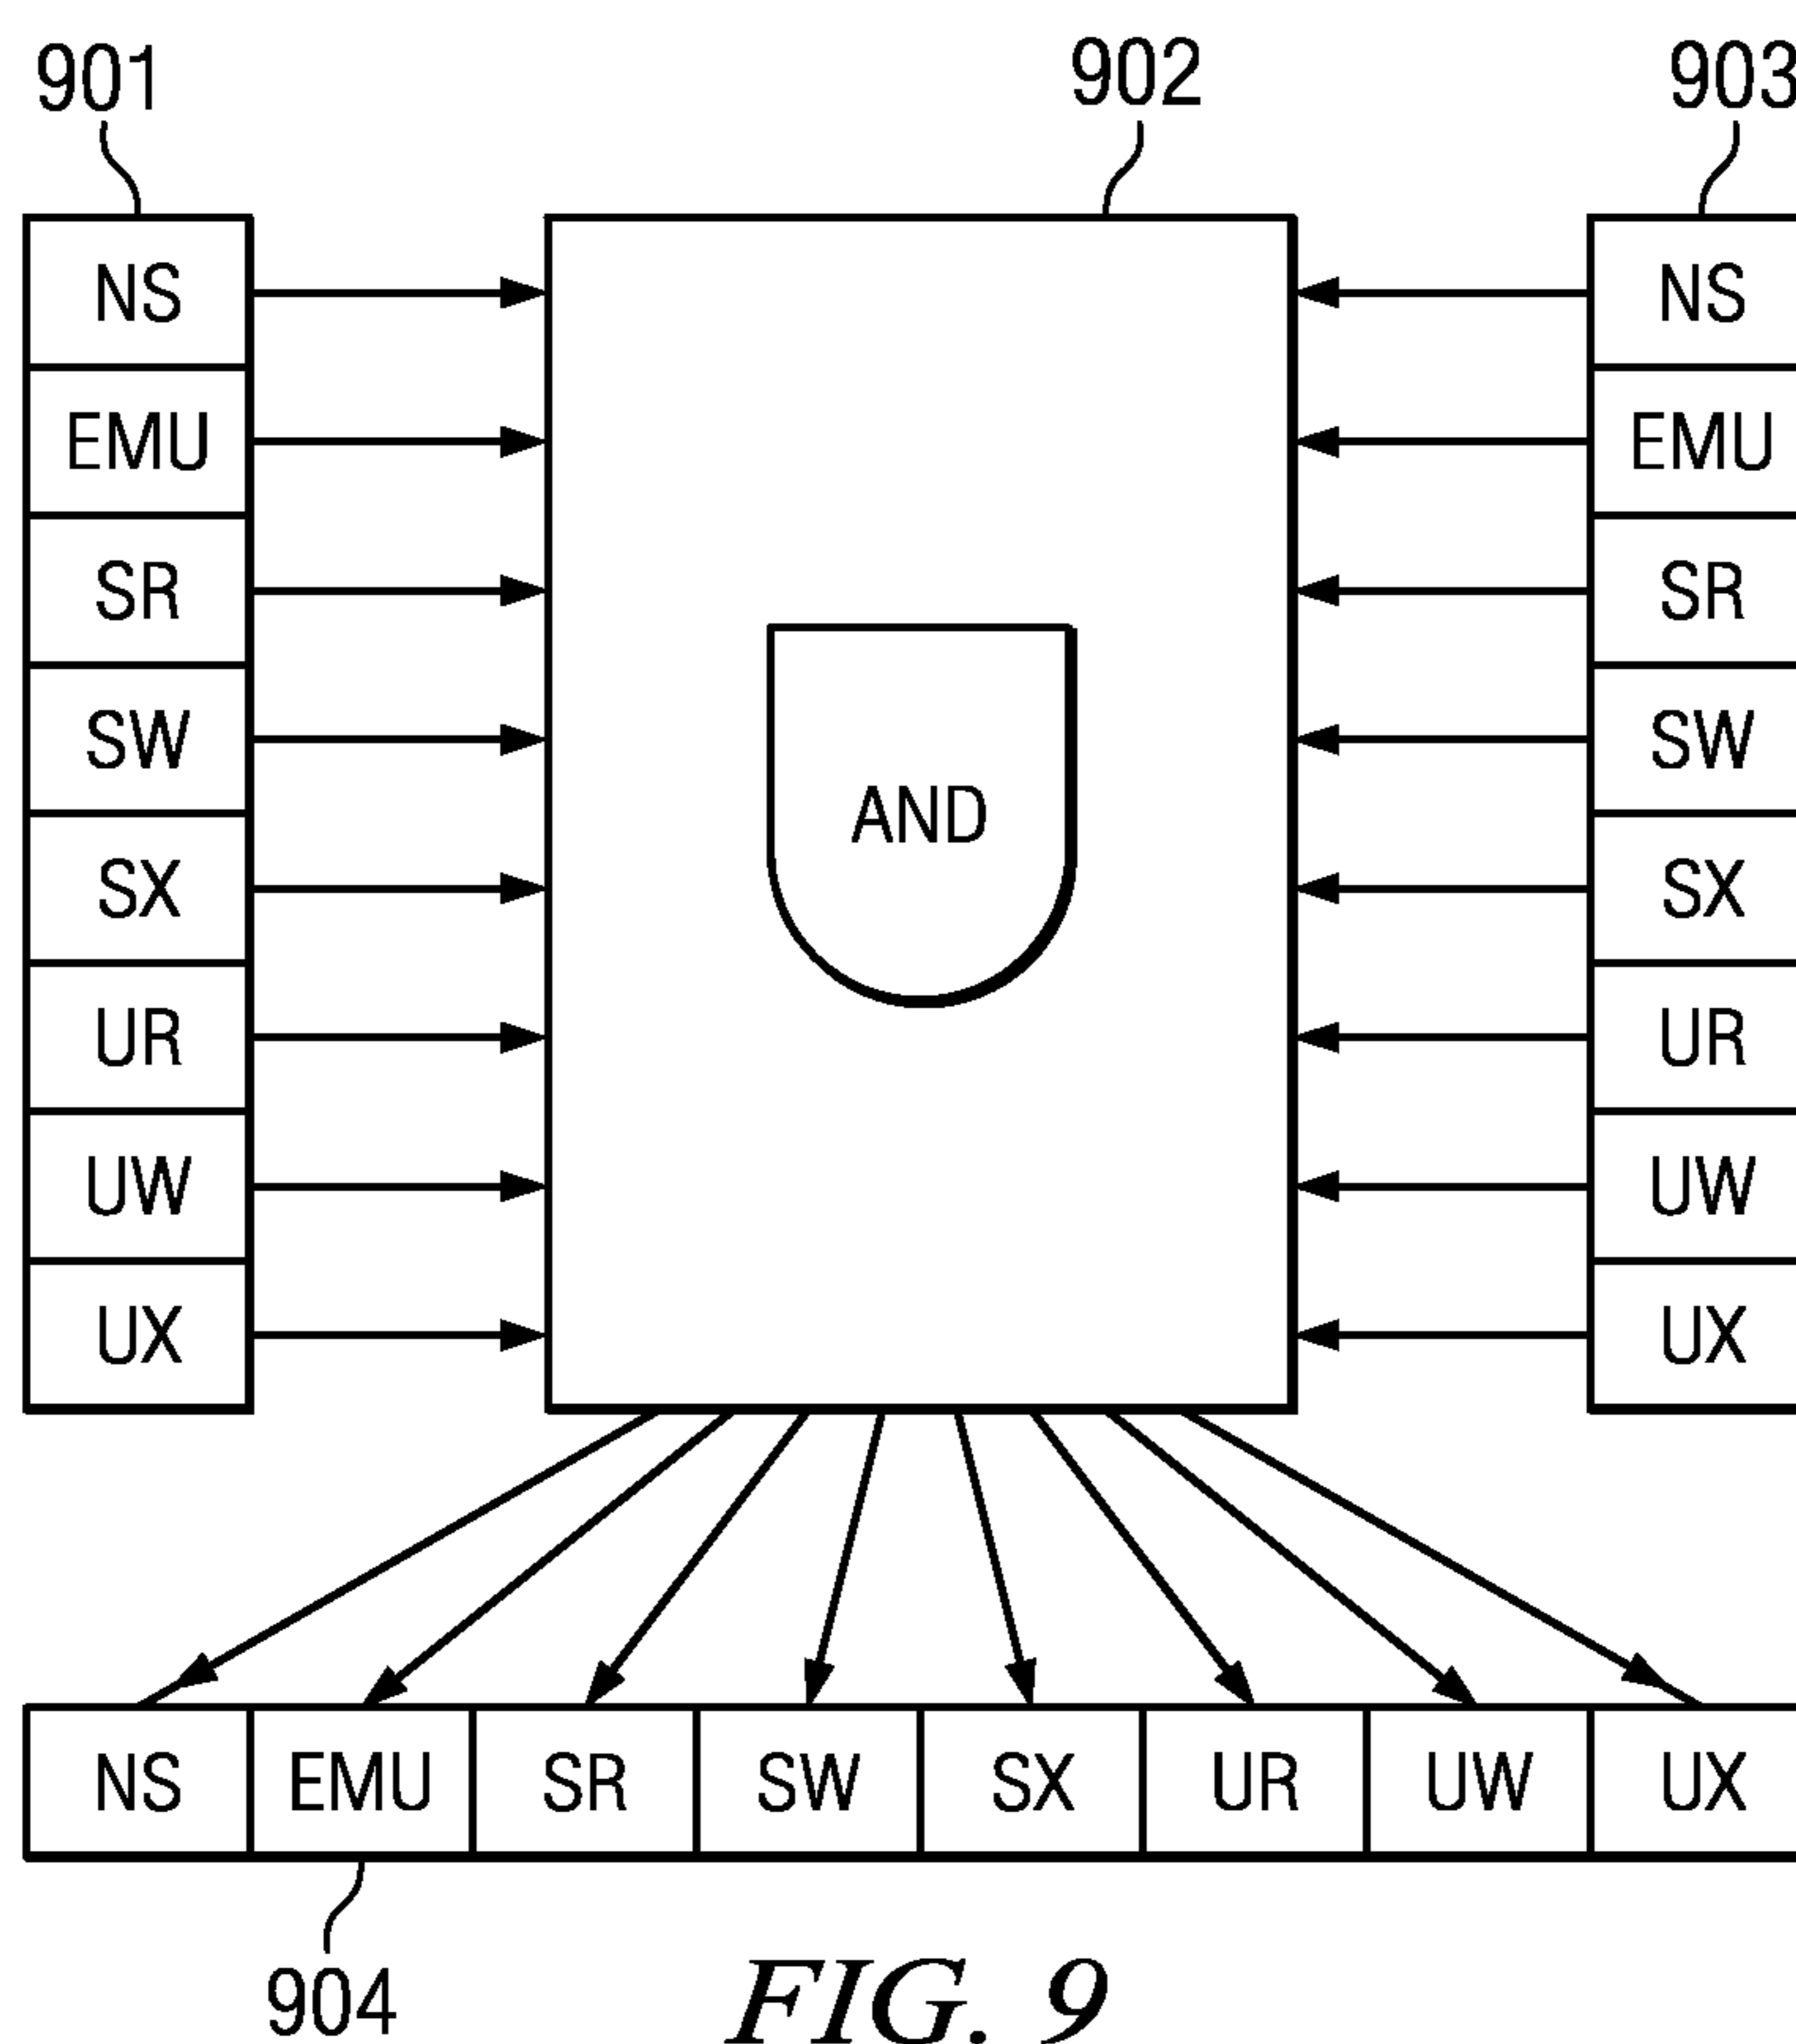 901 902 903
NS NS
EMU EMU
SR SR
SW SW
AND
SX SX
UR UR
UW UW
UX UX
NS EMU SR SW SX UR UW UX
904
FIG. 9